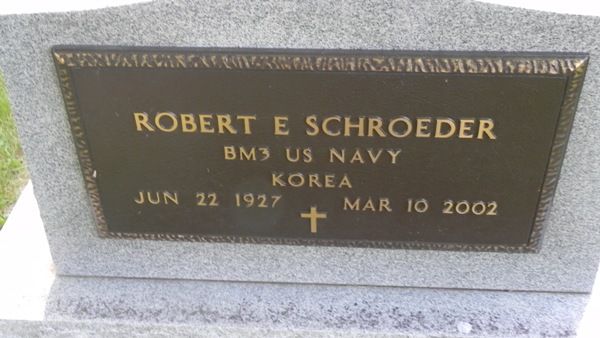 ROBERT E SCHROEDER
BM3 US NAVY
KOREA
JUN 22 1927 MAR 10 2002